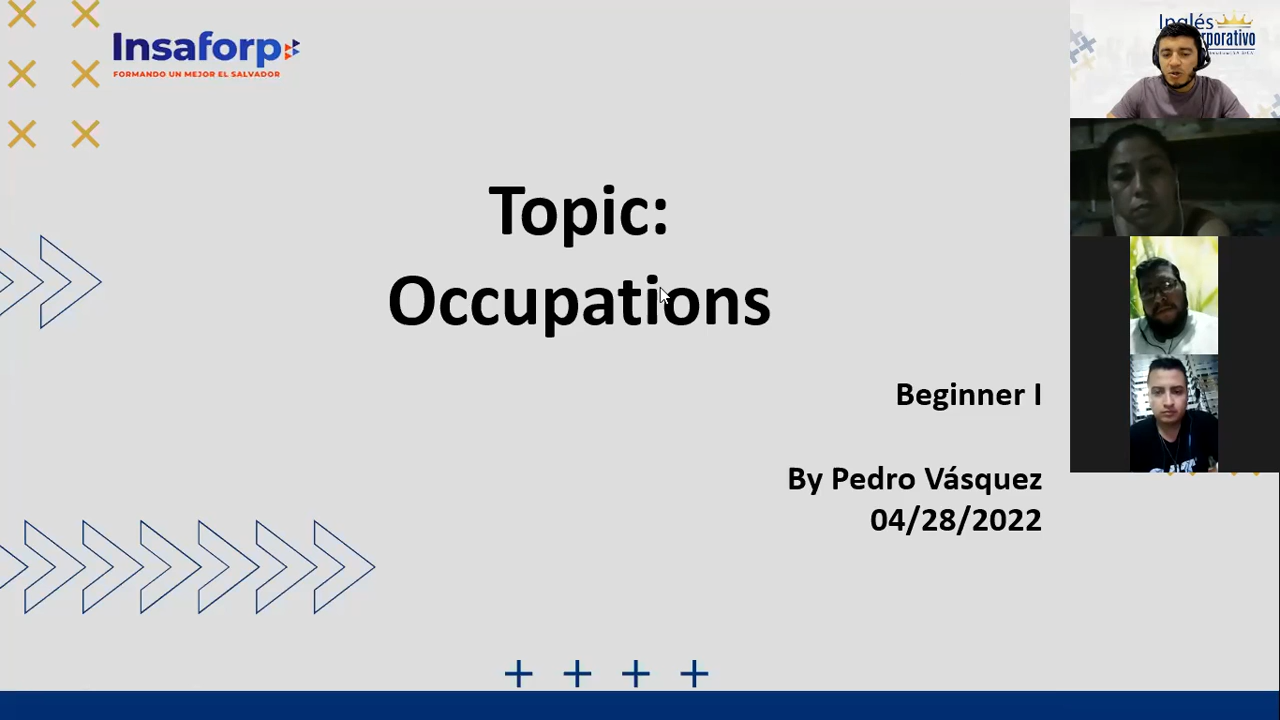 Insaforp
FORMANDO UN MEJOR EL SALVADOR
Inglés
Topic:
Occupations
Beginner I
By Pedro Vásquez
04/28/2022